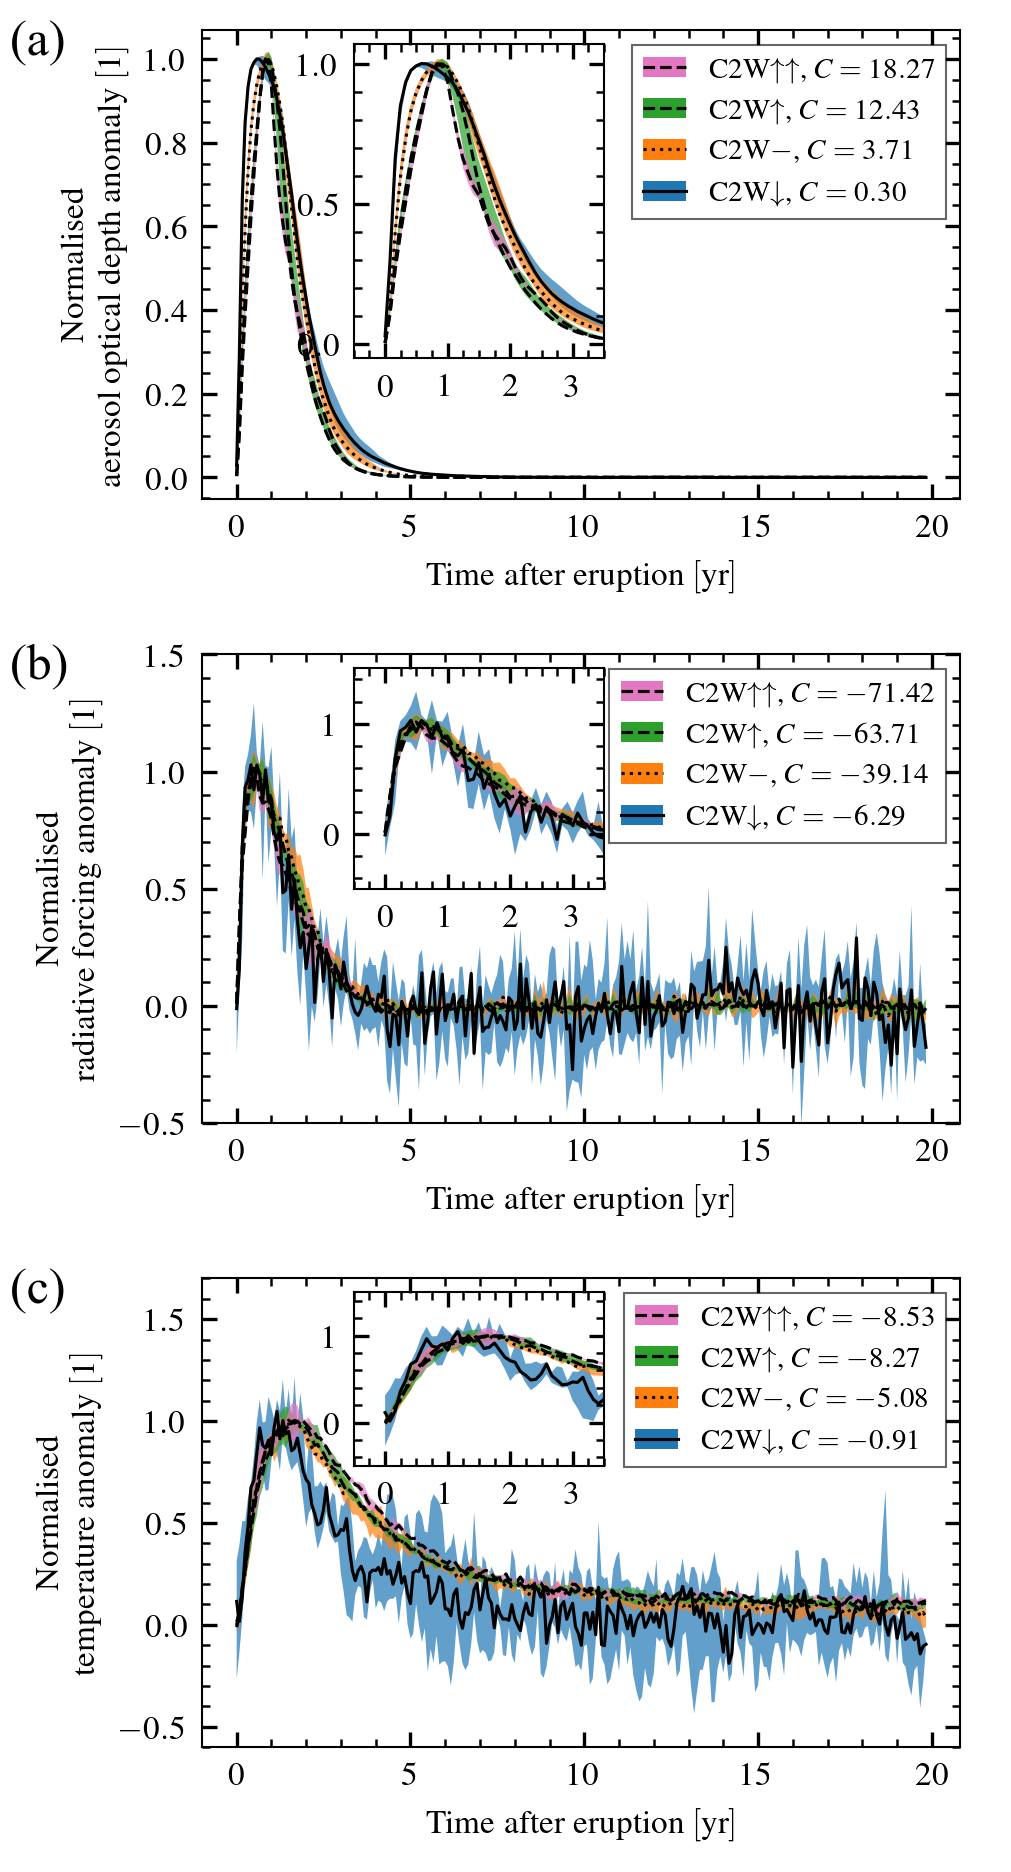 (a)
Normalised
aerosol optical depth anomaly [1]
1.0
0.8
0.6
0.4
0.2
0.0
0 5 10 15 20
Time after eruption [yr]
1.0
0.5
0
0 1 2 3
C2W↑↑, C = 18.27
C2W↑, C = 12.43
C2W−, C = 3.71
C2W↓, C = 0.30
(b)
Normalised
radiative forcing anomaly [1]
1.5
1.0
0.5
0.0
−0.5
0 5 10 15 20
Time after eruption [yr]
1
0
0 1 2 3
C2W↑↑, C = −71.42
C2W↑, C = −63.71
C2W−, C = −39.14
C2W↓, C = −6.29
(c)
Normalised
temperature anomaly [1]
1.5
1.0
0.5
0.0
−0.5
0 5 10 15 20
Time after eruption [yr]
1
0
0 1 2 3
C2W↑↑, C = −8.53
C2W↑, C = −8.27
C2W−, C = −5.08
C2W↓, C = −0.91